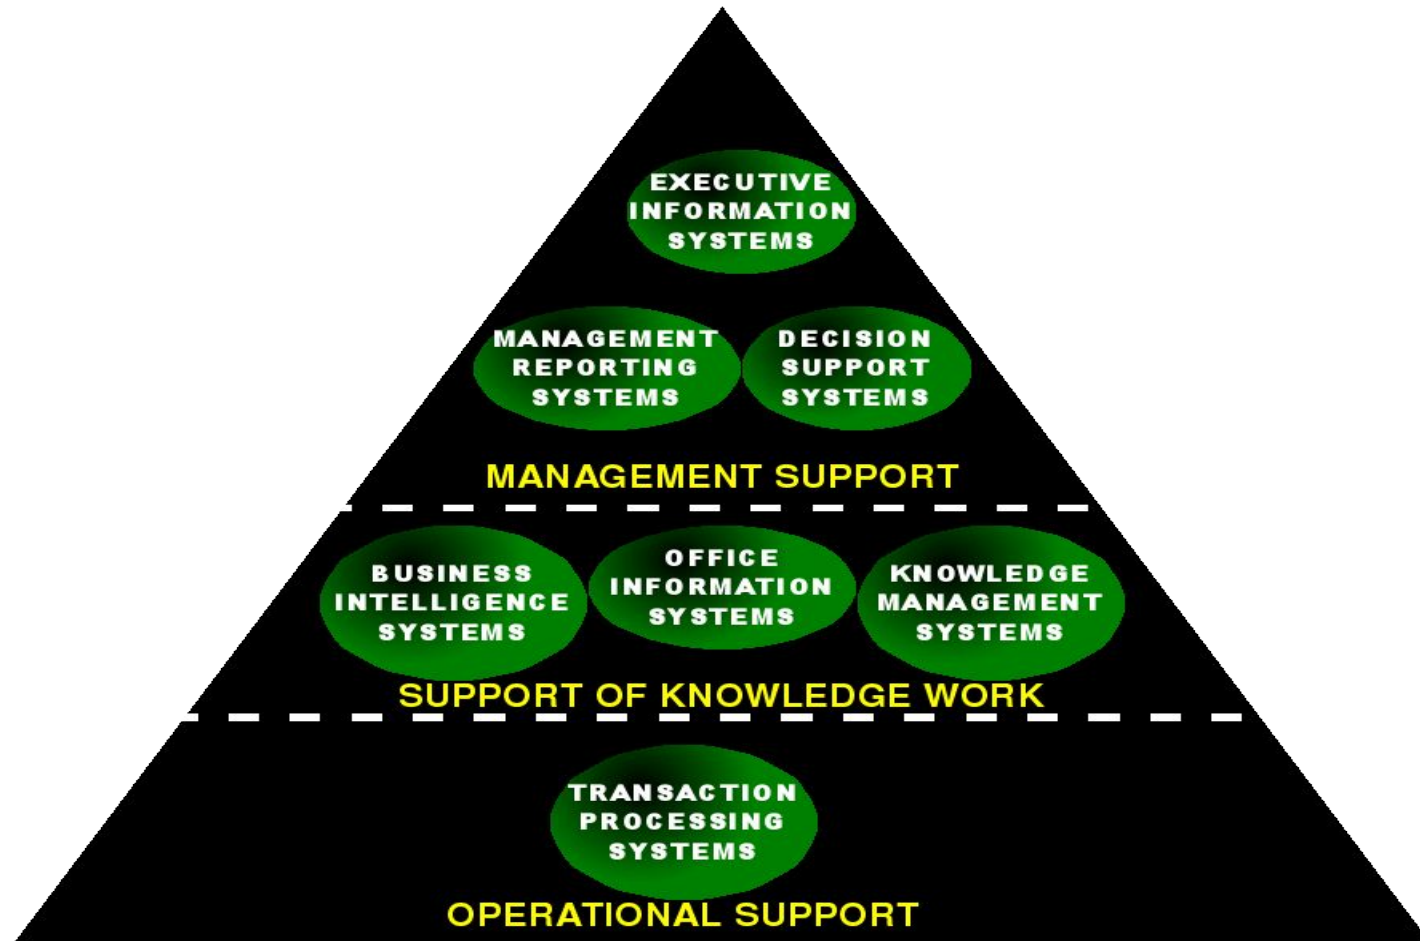 EXECUTIVE
INFORMATION
SYSTEMS
MANAGEMENT
REPORTING
SYSTEMS
DECISION
SUPPORT
SYSTEMS
MANAGEMENT SUPPORT
BUSINESS
INTELLIGENCE
SYSTEMS
OFFICE
INFORMATION
SYSTEMS
KNOWLEDGE
MANAGEMENT
SYSTEMS
SUPPORT OF KNOWLEDGE WORK
TRANSACTION
PROCESSING
SYSTEMS
OPERATIONAL SUPPORT